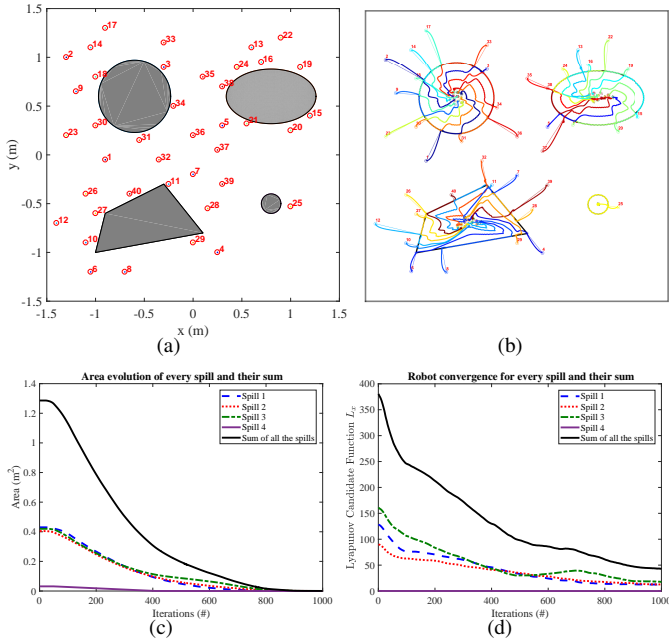 1.5
1
0.5
0
-0.5
-1
-1.5
y (m)
-1.5 -1 -0.5 0 0.5 1 1.5
x (m)
17
22
2 14 33 13
18 3 24 16 19
9 35 38
34 15
23 30 36 5 21 20
31 37
1 32
7
26 40 11 39
12 27 28 25
10 29 4
6 8
(a)
(b)
Area evolution of every spill and their sum
1.4
1.2
1
0.8
0.6
0.4
0.2
0
Area (m²)
Spill 1
Spill 2
Spill 3
Spill 4
Sum of all the spills
0 200 400 600 800 1000
Iterations (#)
(c)
Robot convergence for every spill and their sum
400
350
300
250
200
150
100
50
0
Lyapnov Candidate Function Lₓ
Spill 1
Spill 2
Spill 3
Spill 4
Sum of all the spills
0 200 400 600 800 1000
Iterations (#)
(d)